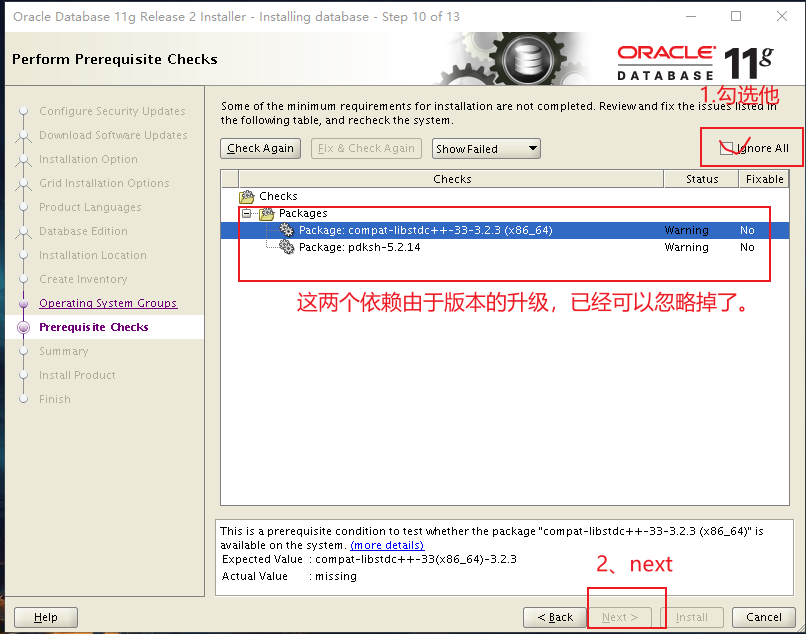 Oracle Database 11g Release 2 Installer - Installing database - Step 10 of 13
Perform Prerequisite Checks
ORACLE
DATABASE 11g
1.勾选他
Configure Security Updates
Download Software Updates
Installation Option
Grid Installation Options
Product Languages
Database Edition
Installation Location
Create Inventory
Operating System Groups
Prerequisite Checks
Summary
Install Product
Finish
Some of the minimum requirements for installation are not completed. Review and fix the issues listed in
the following table, and recheck the system.
Check Again Fix & Check Again Show Failed Ignore All
Checks Status Fixable
Checks
Packages
Package: compat-libstdc++-33-3.2.3 (x86_64) Warning No
Package: pdksh-5.2.14 Warning No
这两个依赖由于版本的升级，已经可以忽略掉了。
This is a prerequisite condition to test whether the package "compat-libstdc++-33-3.2.3 (x86_64)" is
available on the system. (more details)
Expected Value : compat-libstdc++-33(x86_64)-3.2.3
Actual Value : missing
2、next
Help < Back Next > Install Cancel